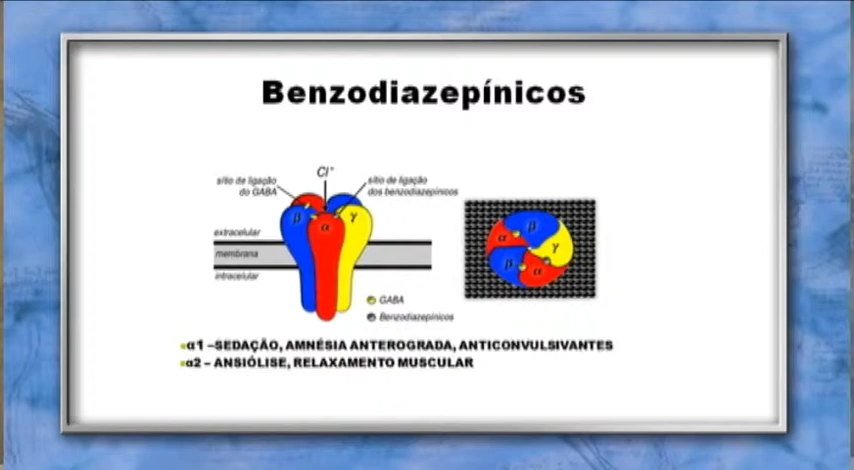 Benzodiazepínicos
sítio de ligação
do GABA
Cl⁻
sítio de ligação
dos benzodiazepínicos
β
α
γ
extracelular
membrana
intracelular
GABA
Benzodiazepínicos
β
α
γ
β
α
α1 –SEDAÇÃO, AMNÉSIA ANTEROGRADA, ANTICONVULSIVANTES
α2 – ANSIÓLISE, RELAXAMENTO MUSCULAR